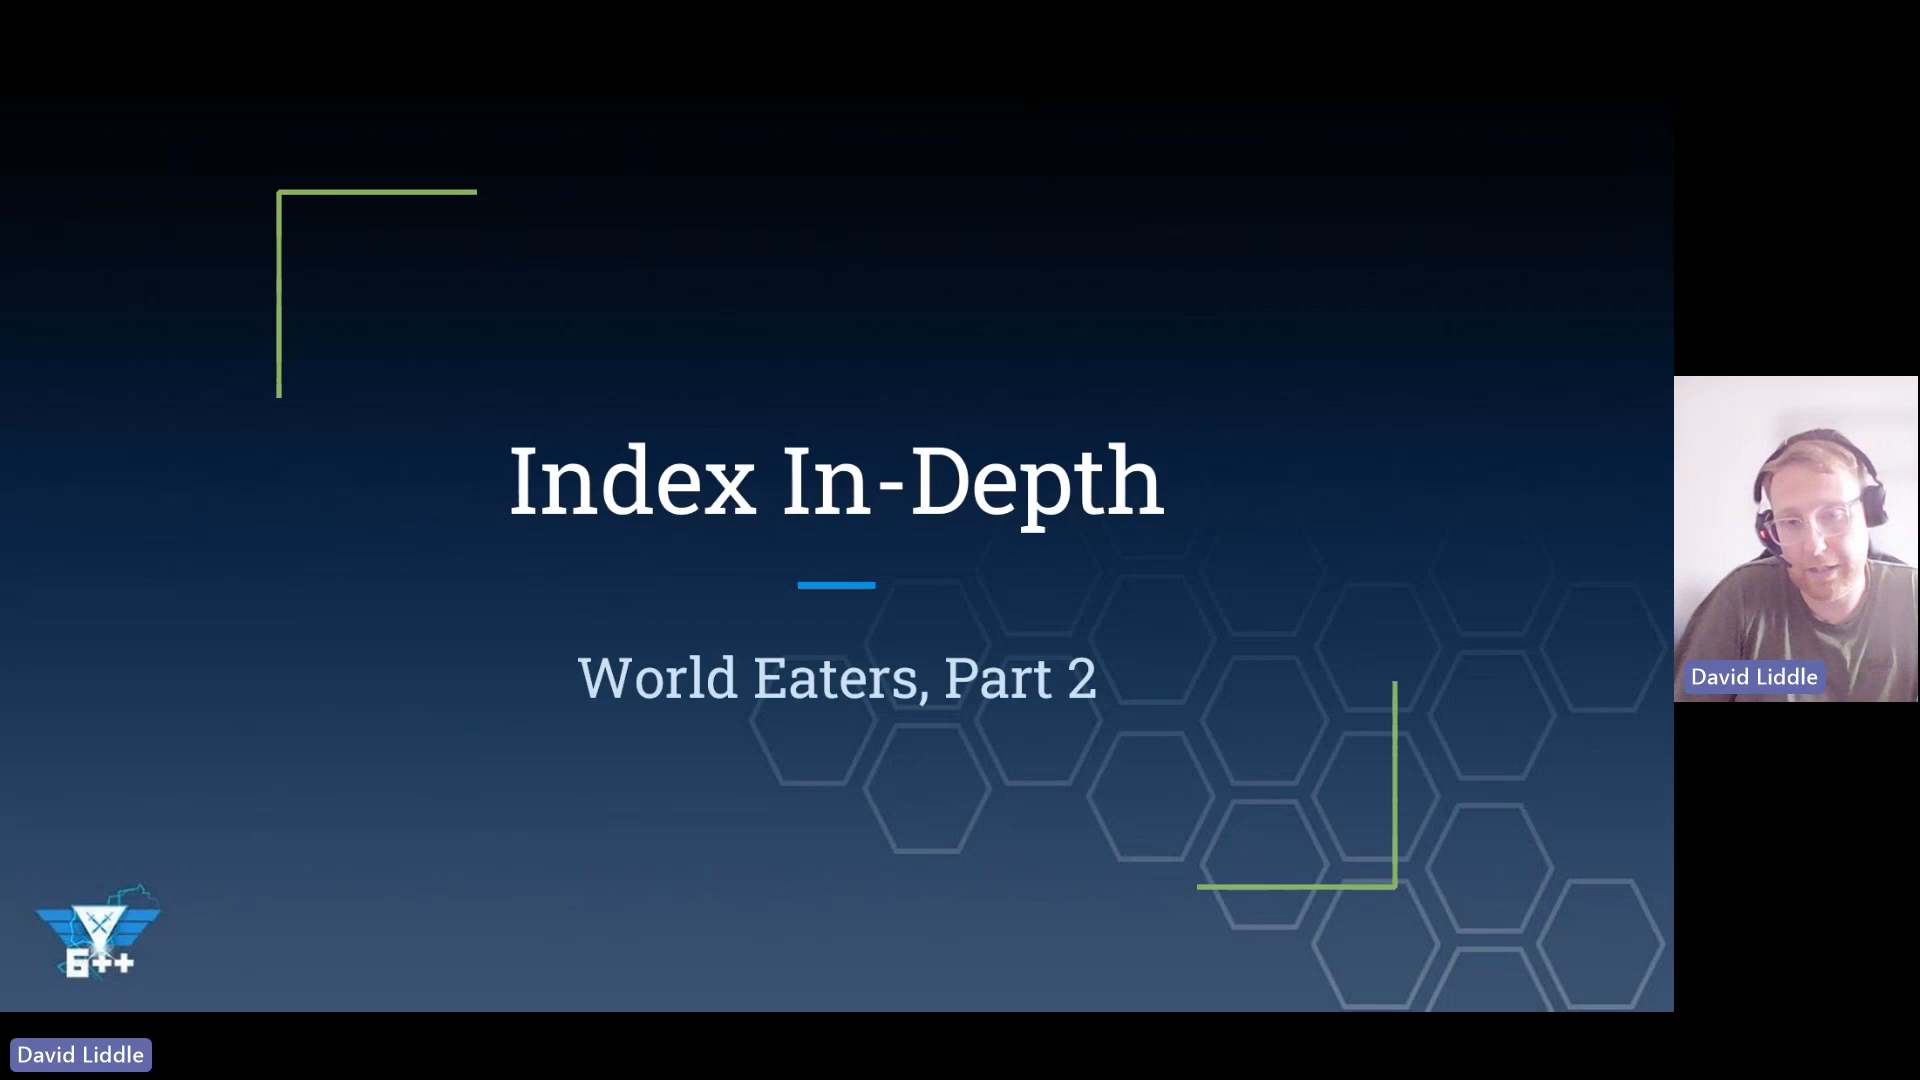 Index In-Depth
World Eaters, Part 2
David Liddle
6++
David Liddle